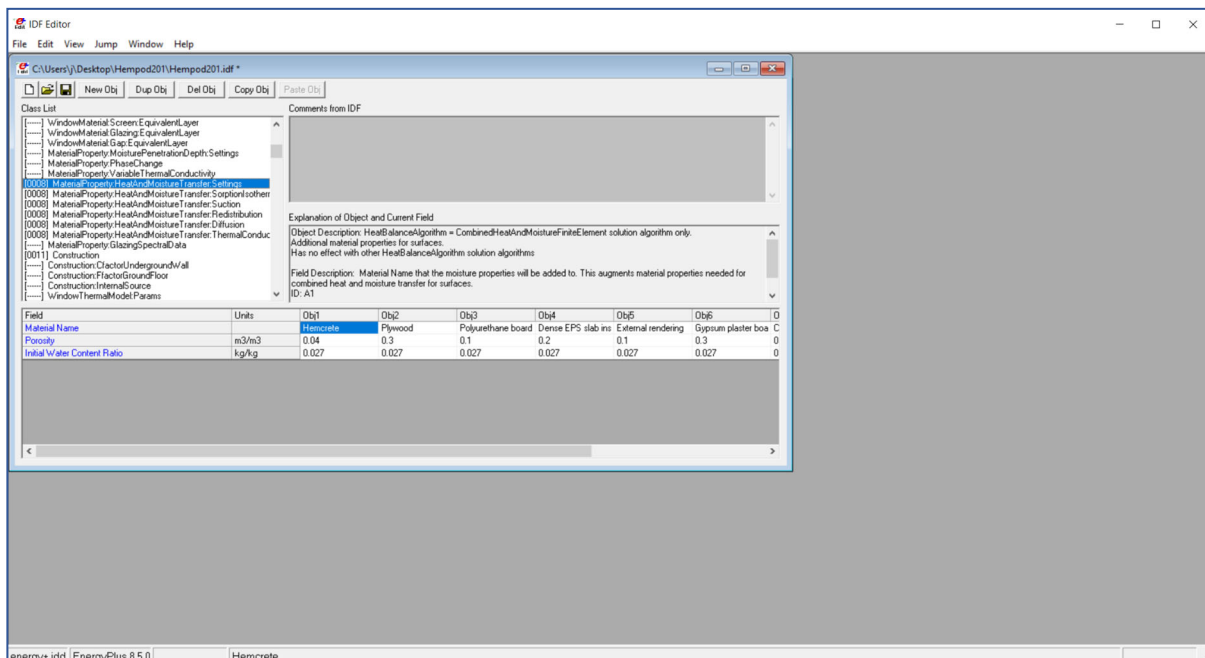 IDF Editor
File Edit View Jump Window Help
C:\Users\j\Desktop\Hempod201\Hempod201.idf *
New Obj Dup Obj Del Obj Copy Obj Paste Obj
Class List
Comments from IDF
[------] WindowMaterial:Screen:EquivalentLayer
[------] WindowMaterial:Glazing:EquivalentLayer
[------] WindowMaterial:Gap:EquivalentLayer
[------] MaterialProperty:MoisturePenetrationDepth:Settings
[------] MaterialProperty:PhaseChange
[------] MaterialProperty:VariableThermalConductivity
[0008] MaterialProperty:HeatAndMoistureTransfer:Settings
[0008] MaterialProperty:HeatAndMoistureTransfer:SorptionIsotherm
[0008] MaterialProperty:HeatAndMoistureTransfer:Suction
[0008] MaterialProperty:HeatAndMoistureTransfer:Redistribution
[0008] MaterialProperty:HeatAndMoistureTransfer:Diffusion
[0008] MaterialProperty:HeatAndMoistureTransfer:ThermalConduc
[------] MaterialProperty:GlazingSpectralData
[0011] Construction
[------] Construction:CfactorUndergroundWall
[------] Construction:FfactorGroundFloor
[------] Construction:InternalSource
[------] WindowThermalModel:Params
Explanation of Object and Current Field
Object Description: HeatBalanceAlgorithm = CombinedHeatAndMoistureFiniteElement solution algorithm only.
Additional material properties for surfaces.
Has no effect with other HeatBalanceAlgorithm solution algorithms
Field Description: Material Name that the moisture properties will be added to. This augments material properties needed for
combined heat and moisture transfer for surfaces.
ID: A1
Field Units Obj1 Obj2 Obj3 Obj4 Obj5 Obj6 O
Material Name Hemcrete Plywood Polyurethane board Dense EPS slab ins External rendering Gypsum plaster boa C
Porosity m3/m3 0.04 0.3 0.1 0.2 0.1 0.3 0
Initial Water Content Ratio kg/kg 0.027 0.027 0.027 0.027 0.027 0.027 0
energy+.idd EnergyPlus 8.5.0 Hemcrete